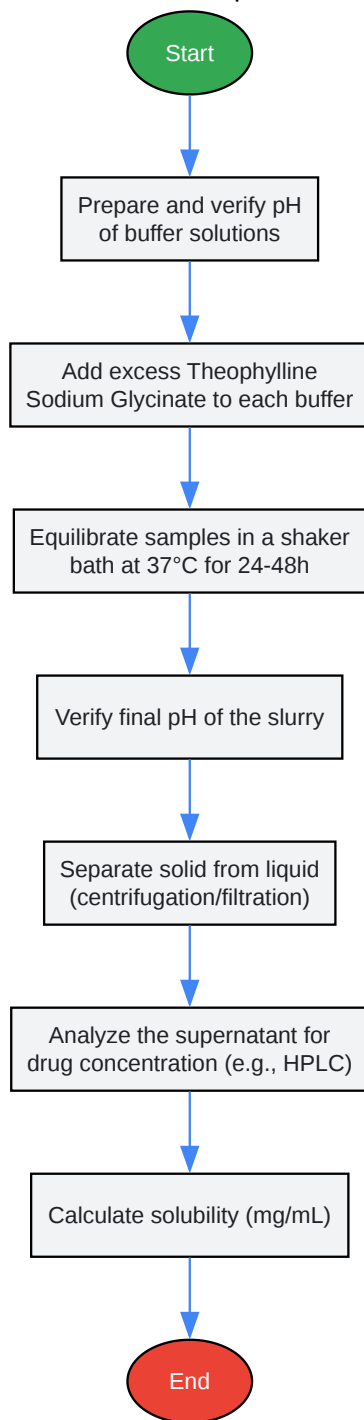 Start
Prepare and verify pH
of buffer solutions
Add excess Theophylline
Sodium Glycinate to each buffer
Equilibrate samples in a shaker
bath at 37°C for 24-48h
Verify final pH of the slurry
Separate solid from liquid
(centrifugation/filtration)
Analyze the supernatant for
drug concentration (e.g., HPLC)
Calculate solubility (mg/mL)
End